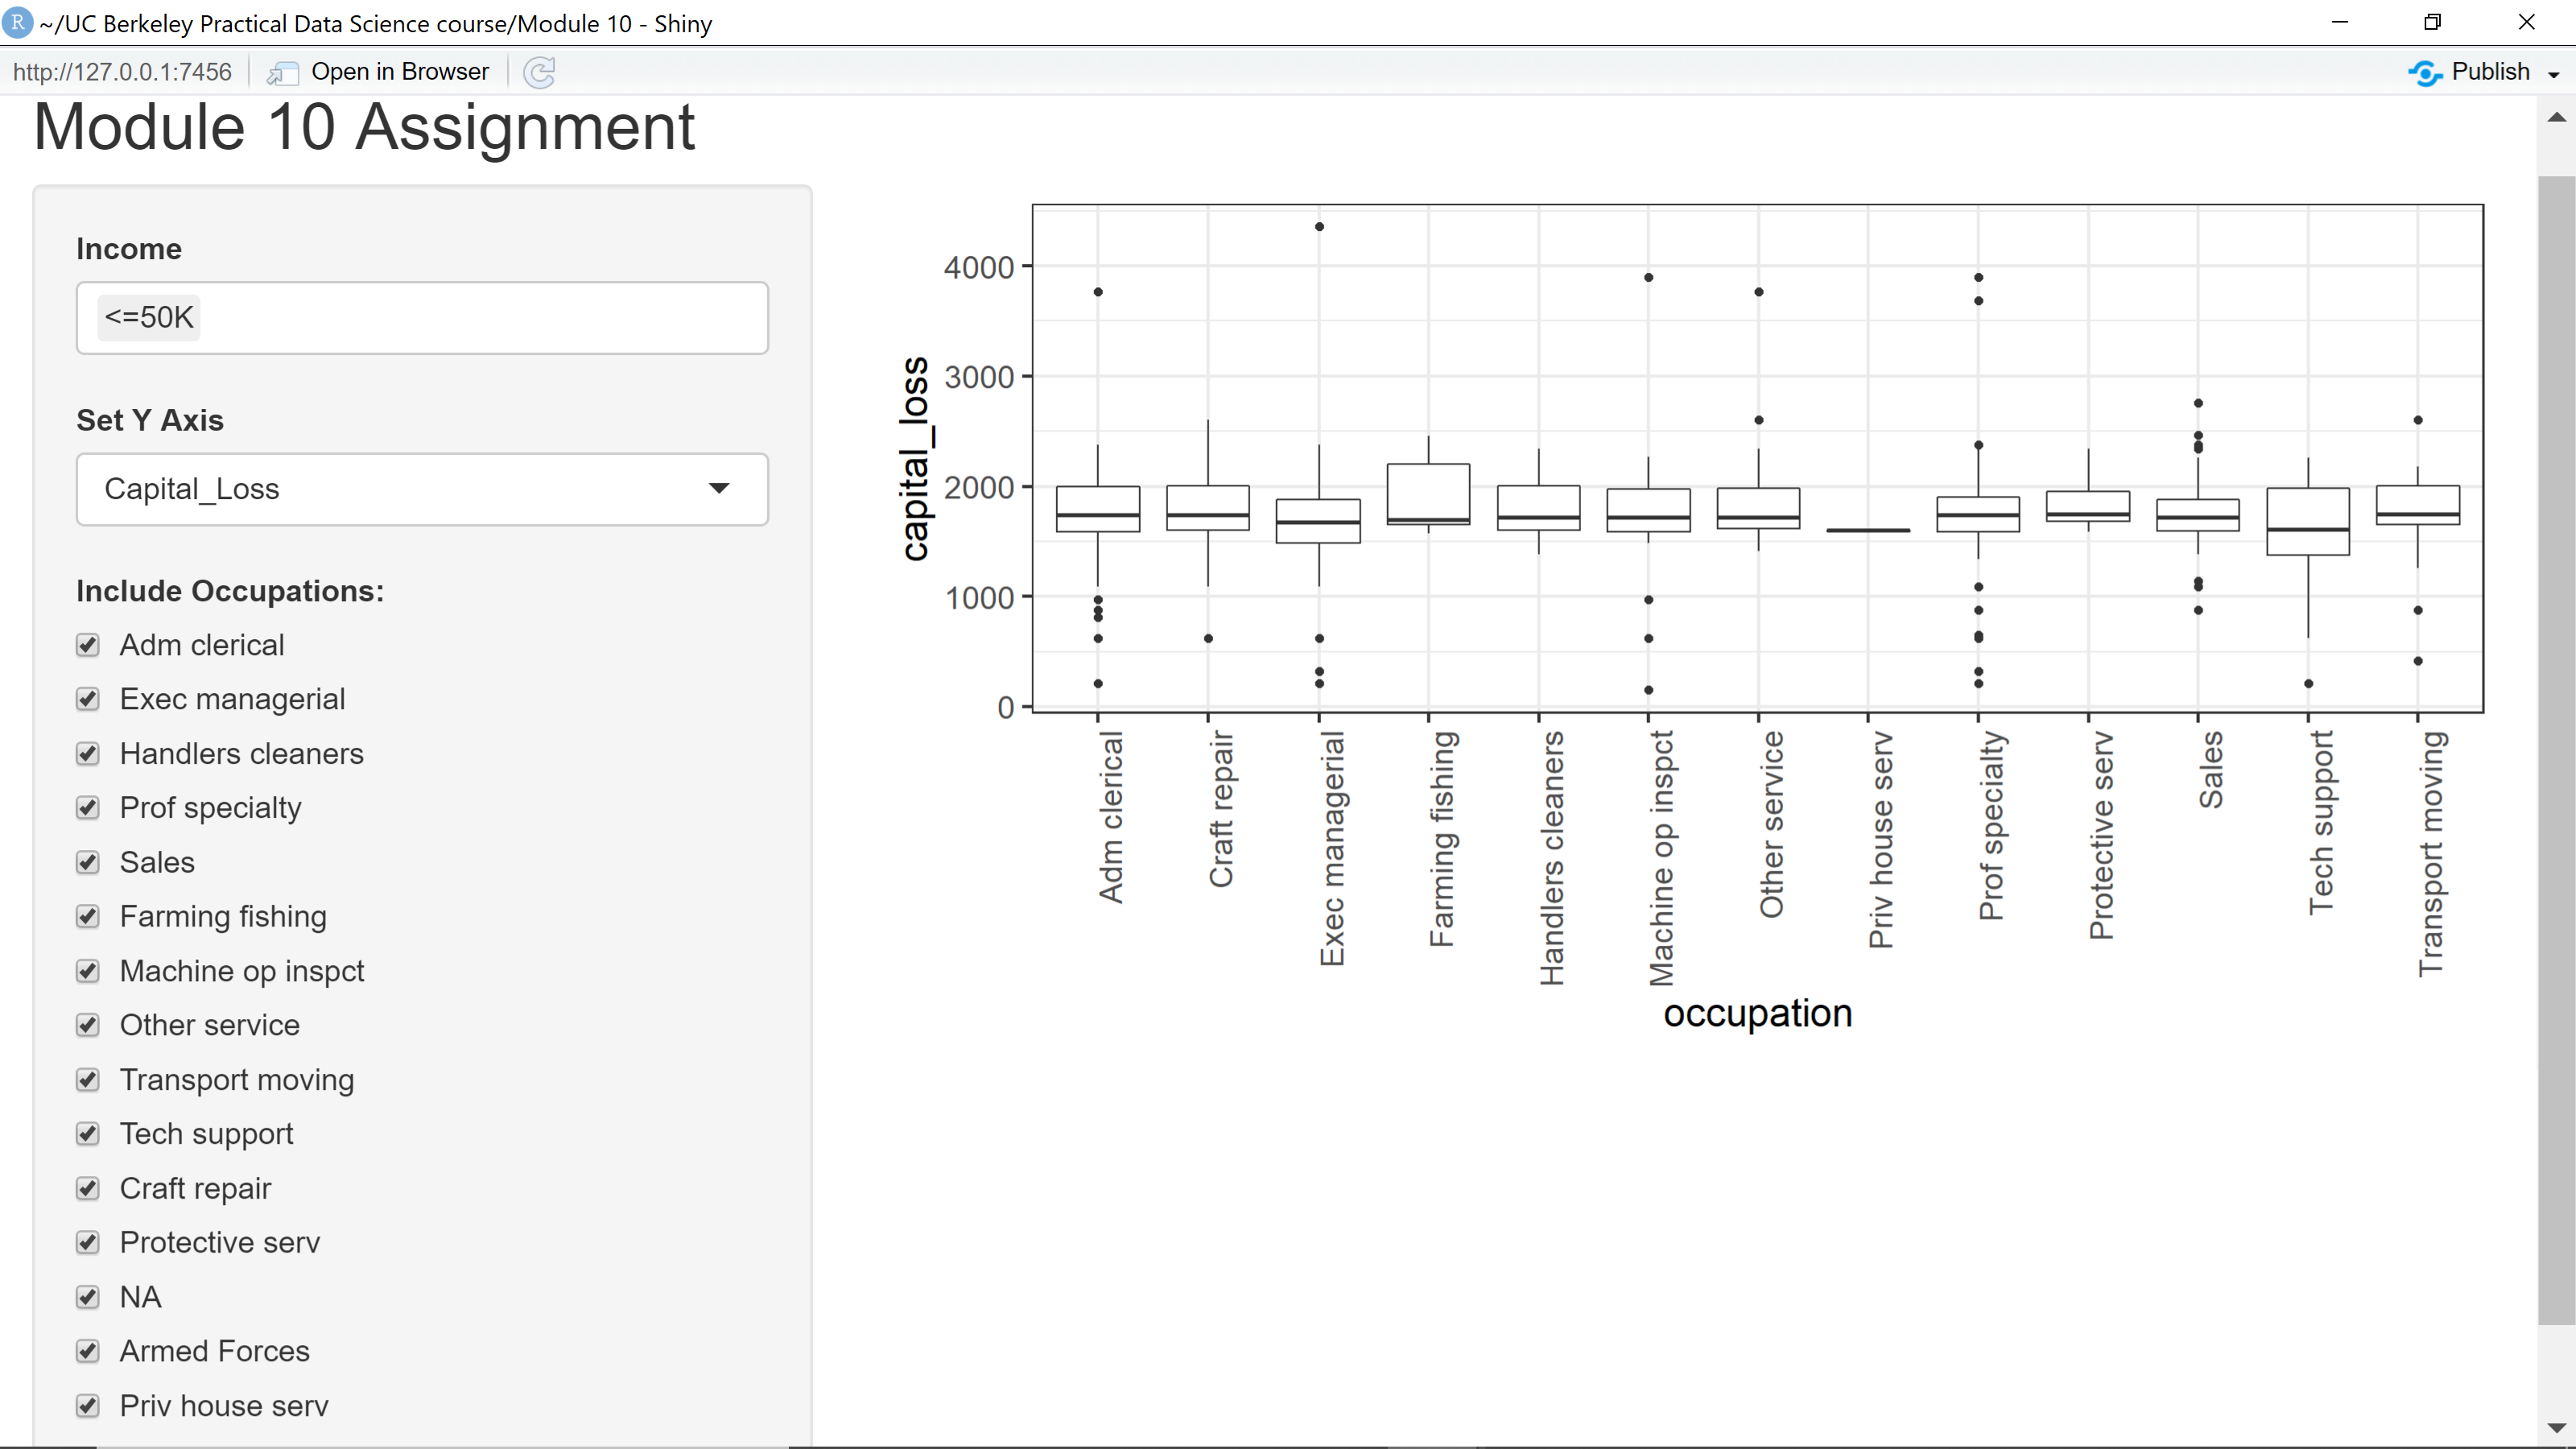 R ~/UC Berkeley Practical Data Science course/Module 10 - Shiny
http://127.0.0.1:7456 Open in Browser Publish
Module 10 Assignment
Income
<=50K
Set Y Axis
Capital_Loss
Include Occupations:
Adm clerical
Exec managerial
Handlers cleaners
Prof specialty
Sales
Farming fishing
Machine op inspct
Other service
Transport moving
Tech support
Craft repair
Protective serv
NA
Armed Forces
Priv house serv
capital_loss
4000
3000
2000
1000
0
Adm clerical
Craft repair
Exec managerial
Farming fishing
Handlers cleaners
Machine op inspct
Other service
Priv house serv
Prof specialty
Protective serv
Sales
Tech support
Transport moving
occupation